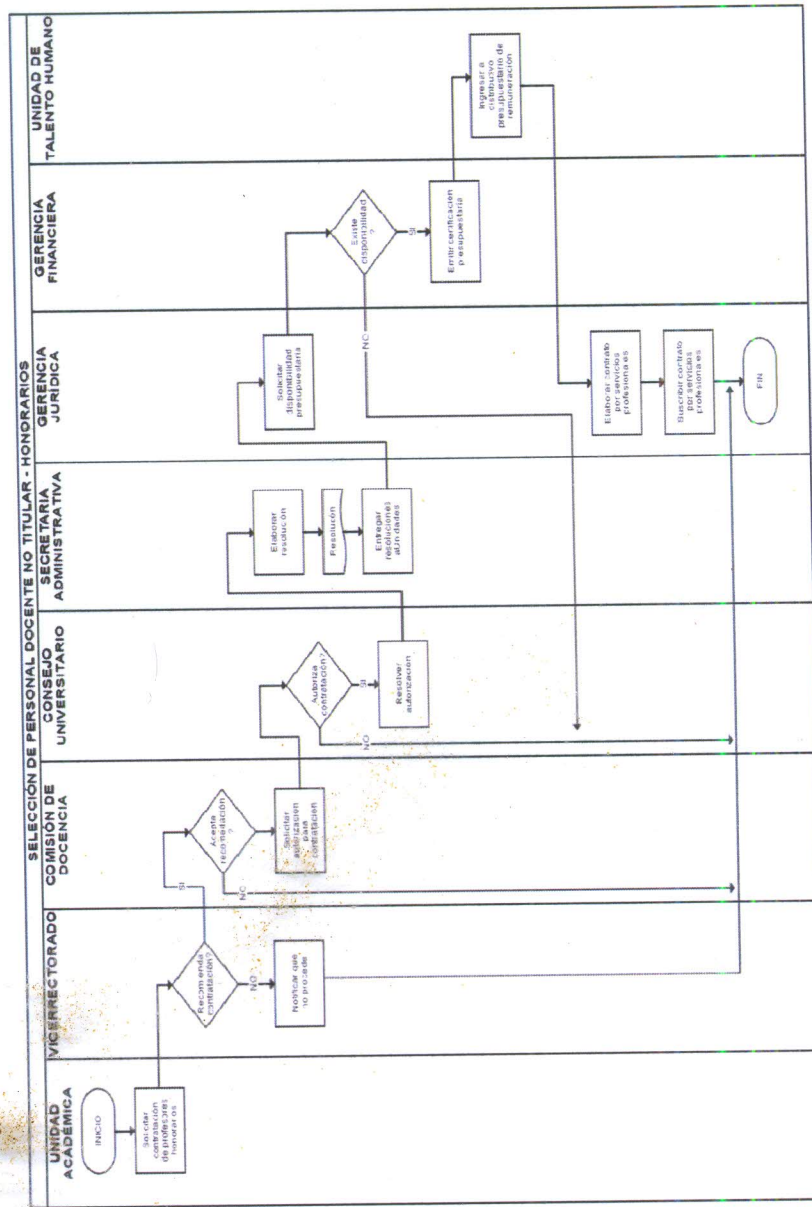 SELECCIÓN DE PERSONAL DOCENTE NO TITULAR - HONORARIOS
UNIDAD
ACADÉMICA
VICERRECTORADO
COMISIÓN DE
DOCENCIA
CONSEJO
UNIVERSITARIO
SECRETARIA
ADMINISTRATIVA
GERENCIA
JURÍDICA
GERENCIA
FINANCIERA
UNIDAD DE
TALENTO HUMANO
INICIO
Solicitar
contratación
de profesores
honorarios
Recomienda
contratación?
SI
NO
Notificar que
no procede
Acepta
recomedación
?
NO
Solicitar
autorización
para
contratación
Autoriza
contratación?
NO
SI
Resolver
autorización
Elaborar
resolución
Resolución
Entregar
resoluciones
a Unidades
Solicitar
disponibilidad
presupuestaria
Existe
disponibilidad
?
NO
SI
Emitir certificación
presupuestaria
Ingresar a
distributivo
presupuestario de
remuneración
Elaborar contrato
por servicios
profesionales
Suscribir contrato
por servicios
profesionales
FIN